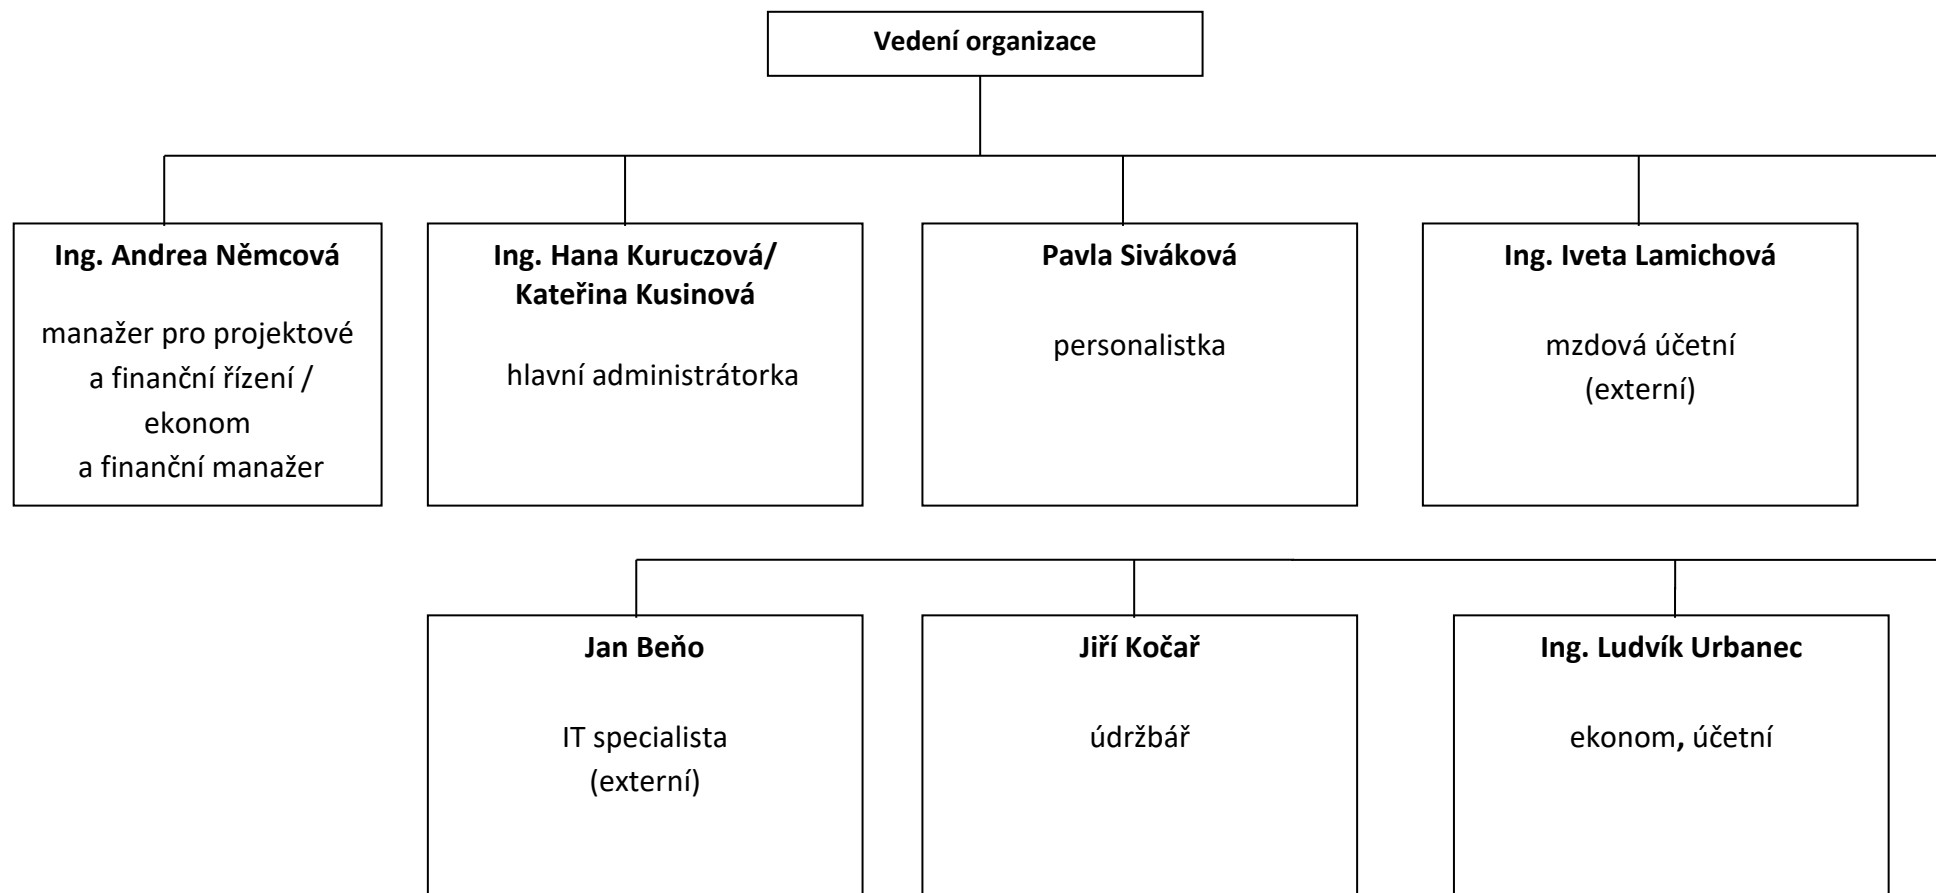 Vedení organizace
Ing. Andrea Němcová
manažer pro projektové
a finanční řízení /
ekonom
a finanční manažer
Ing. Hana Kuruczová/
Kateřina Kusinová
hlavní administrátorka
Pavla Siváková
personalistka
Ing. Iveta Lamichová
mzdová účetní
(externí)
Jan Beňo
IT specialista
(externí)
Jiří Kočař
údržbář
Ing. Ludvík Urbanec
ekonom, účetní